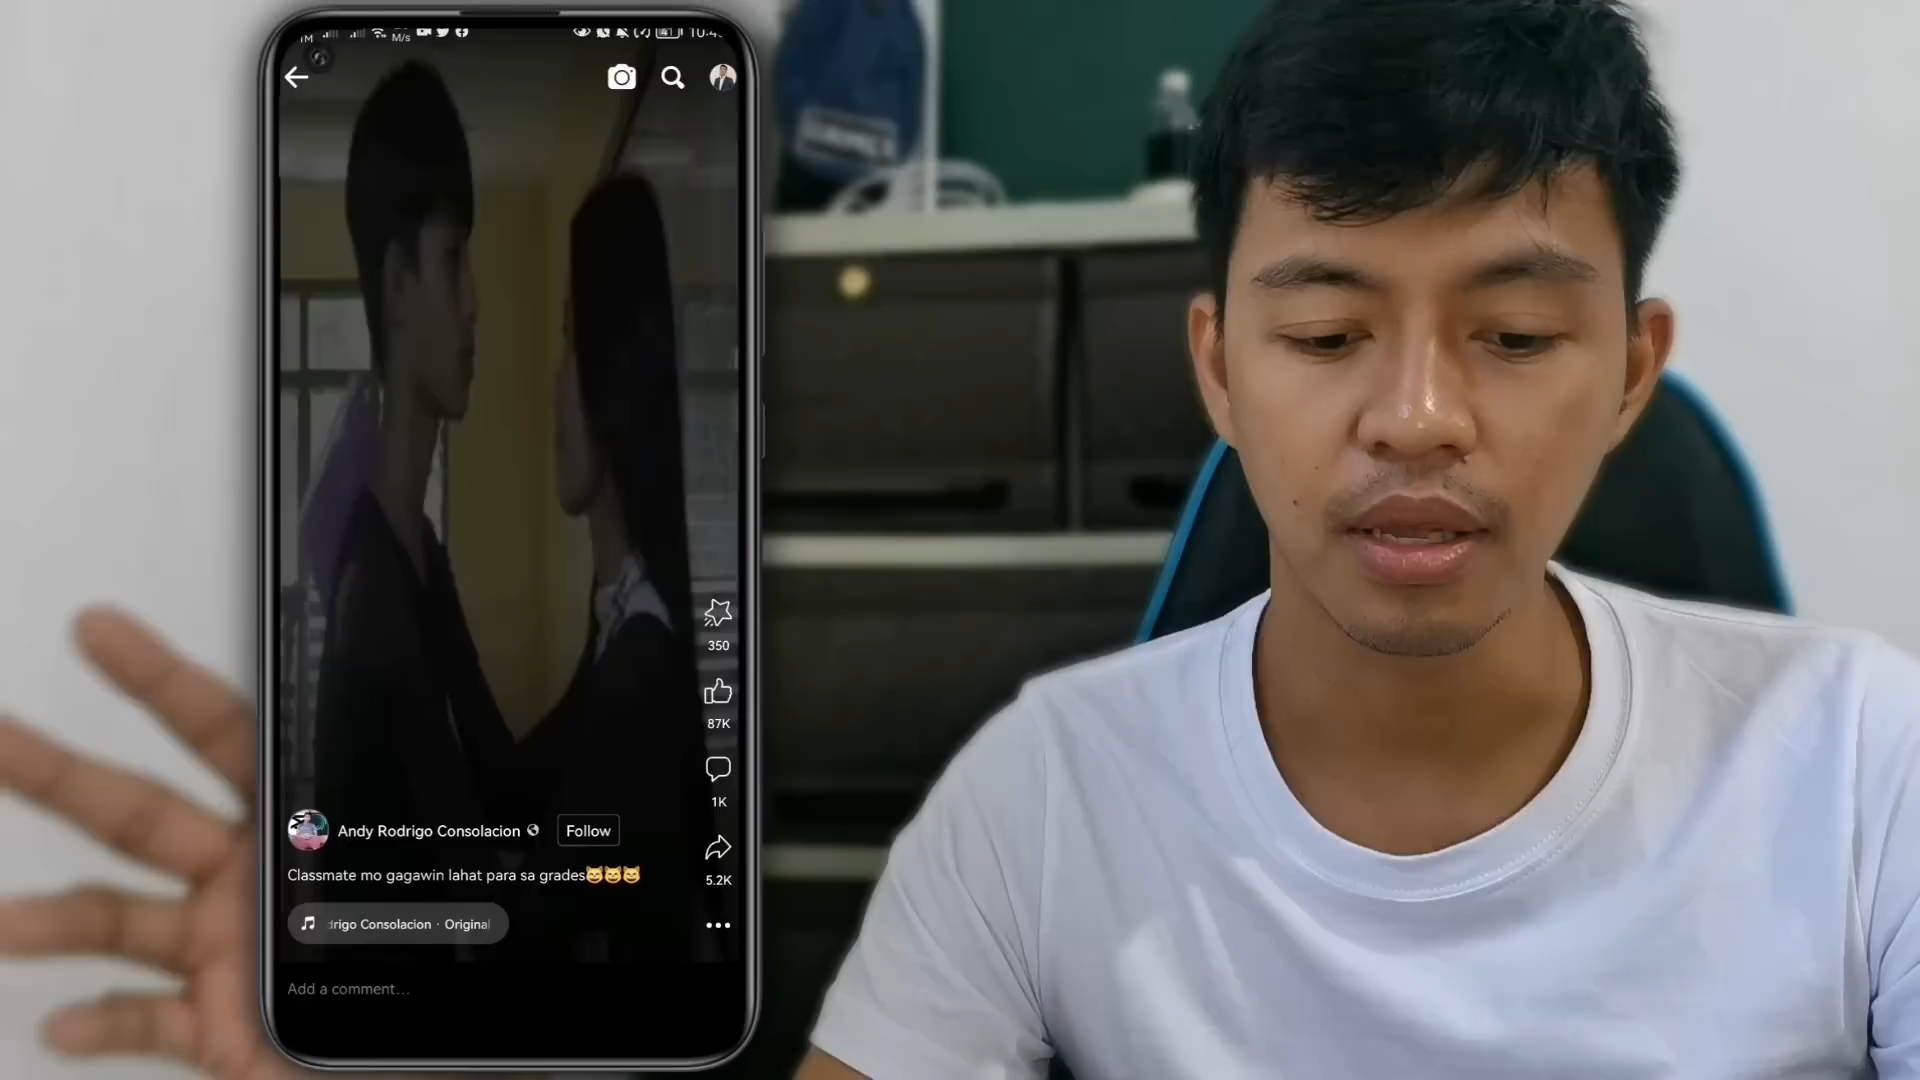 M/s
350
87K
1K
Andy Rodrigo Consolacion
Follow
Classmate mo gagawin lahat para sa grades😸😸😸
5.2K
drigo Consolacion · Original
Add a comment...